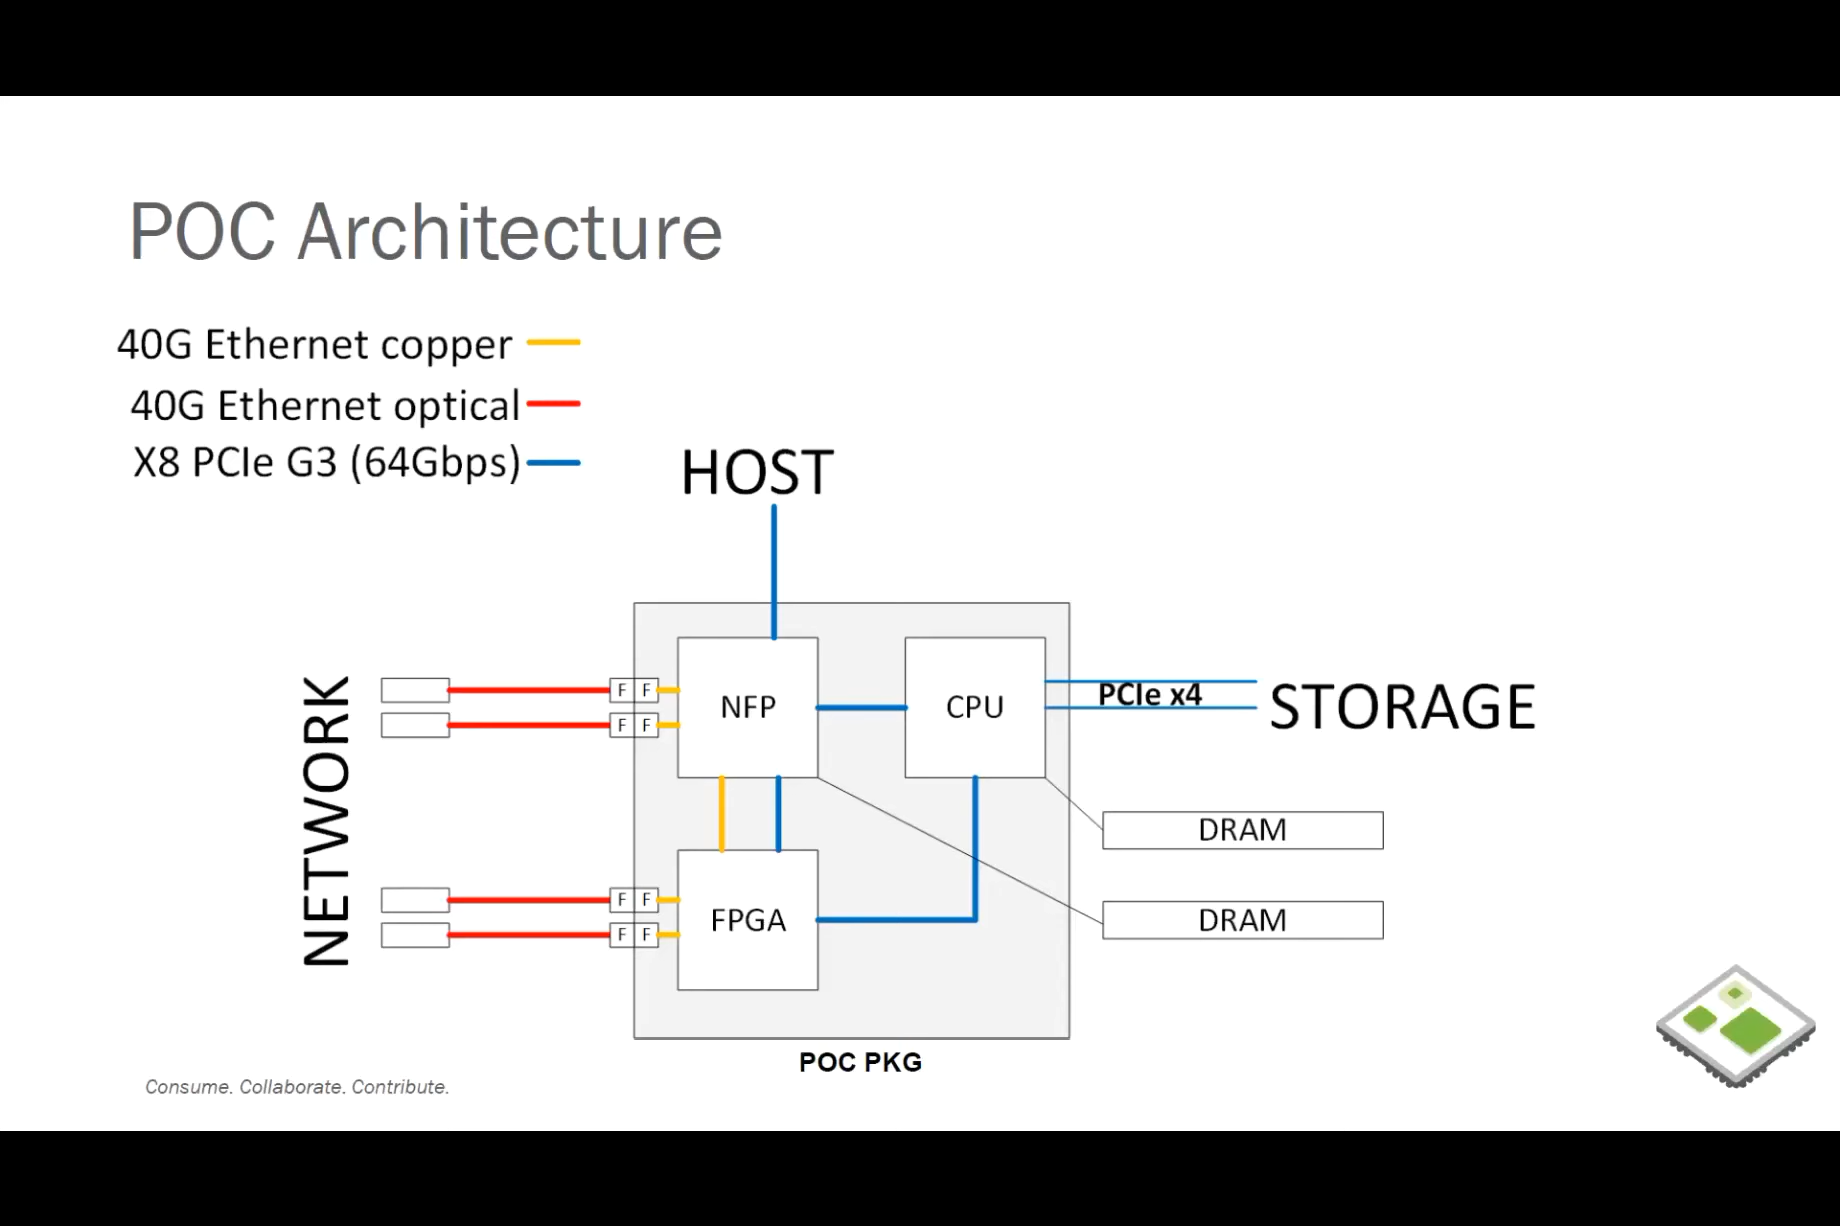 POC Architecture
40G Ethernet copper
40G Ethernet optical
X8 PCIe G3 (64Gbps)
HOST
NETWORK
F F
F F
NFP
CPU
PCIe x4
STORAGE
DRAM
F F
F F
FPGA
DRAM
POC PKG
Consume. Collaborate. Contribute.